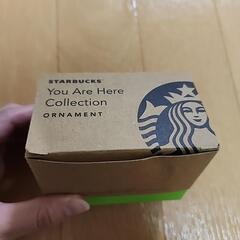 STARBUCKS
You Are Here
Collection
ORNAMENT